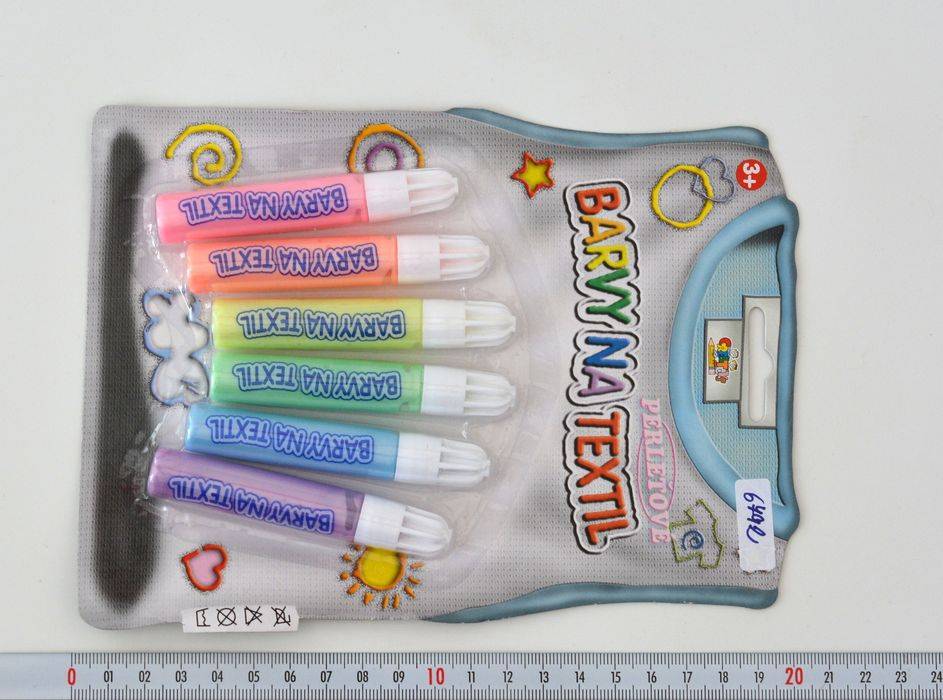 BARVY NA TEXTIL
PERLEŤOVÉ
3+
BARVY NA TEXTIL
BARVY NA TEXTIL
BARVY NA TEXTIL
BARVY NA TEXTIL
BARVY NA TEXTIL
BARVY NA TEXTIL
0 01 02 03 04 05 06 07 08 09 10 11 12 13 14 15 16 17 18 19 20 21 22 23 24